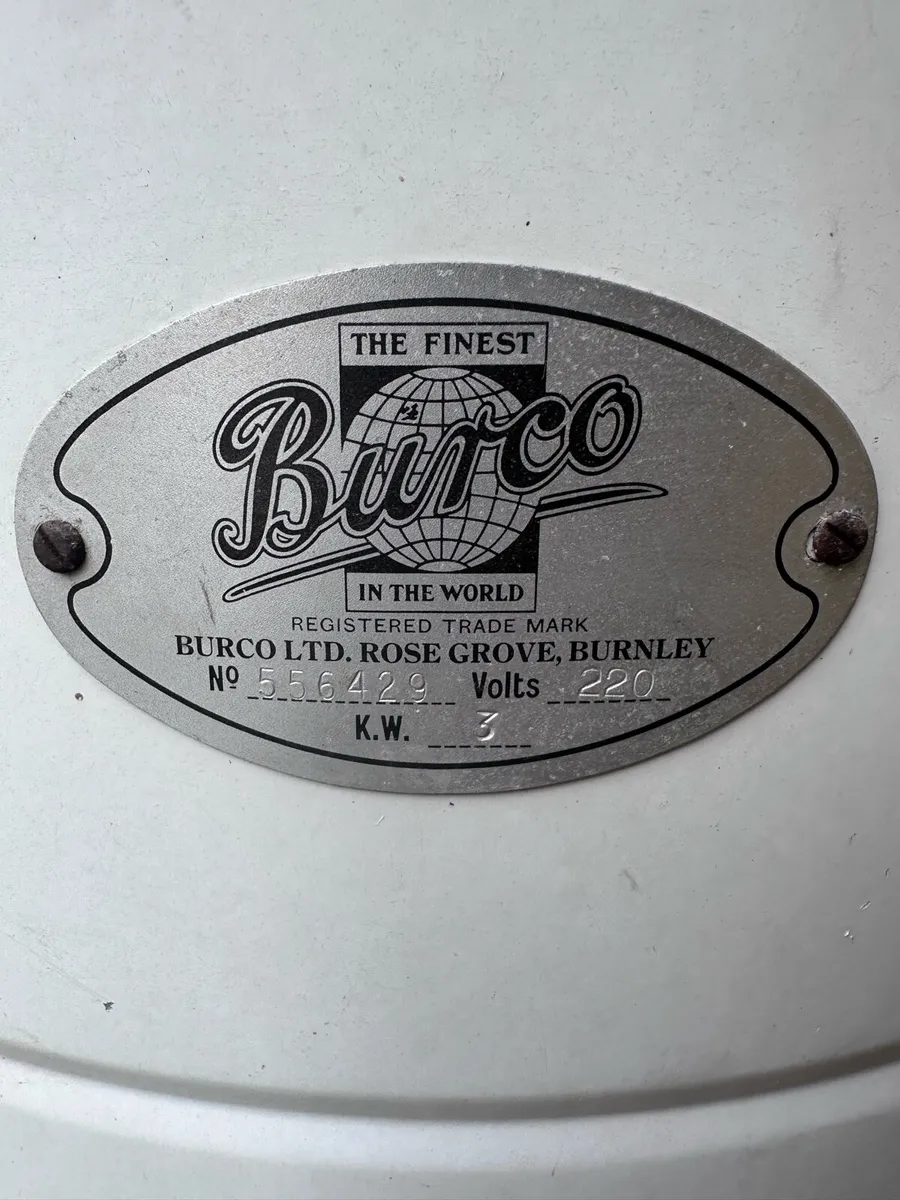 THE FINEST
Burco
IN THE WORLD
REGISTERED TRADE MARK
BURCO LTD. ROSE GROVE, BURNLEY
Nº 556429 Volts 220
K.W. 3